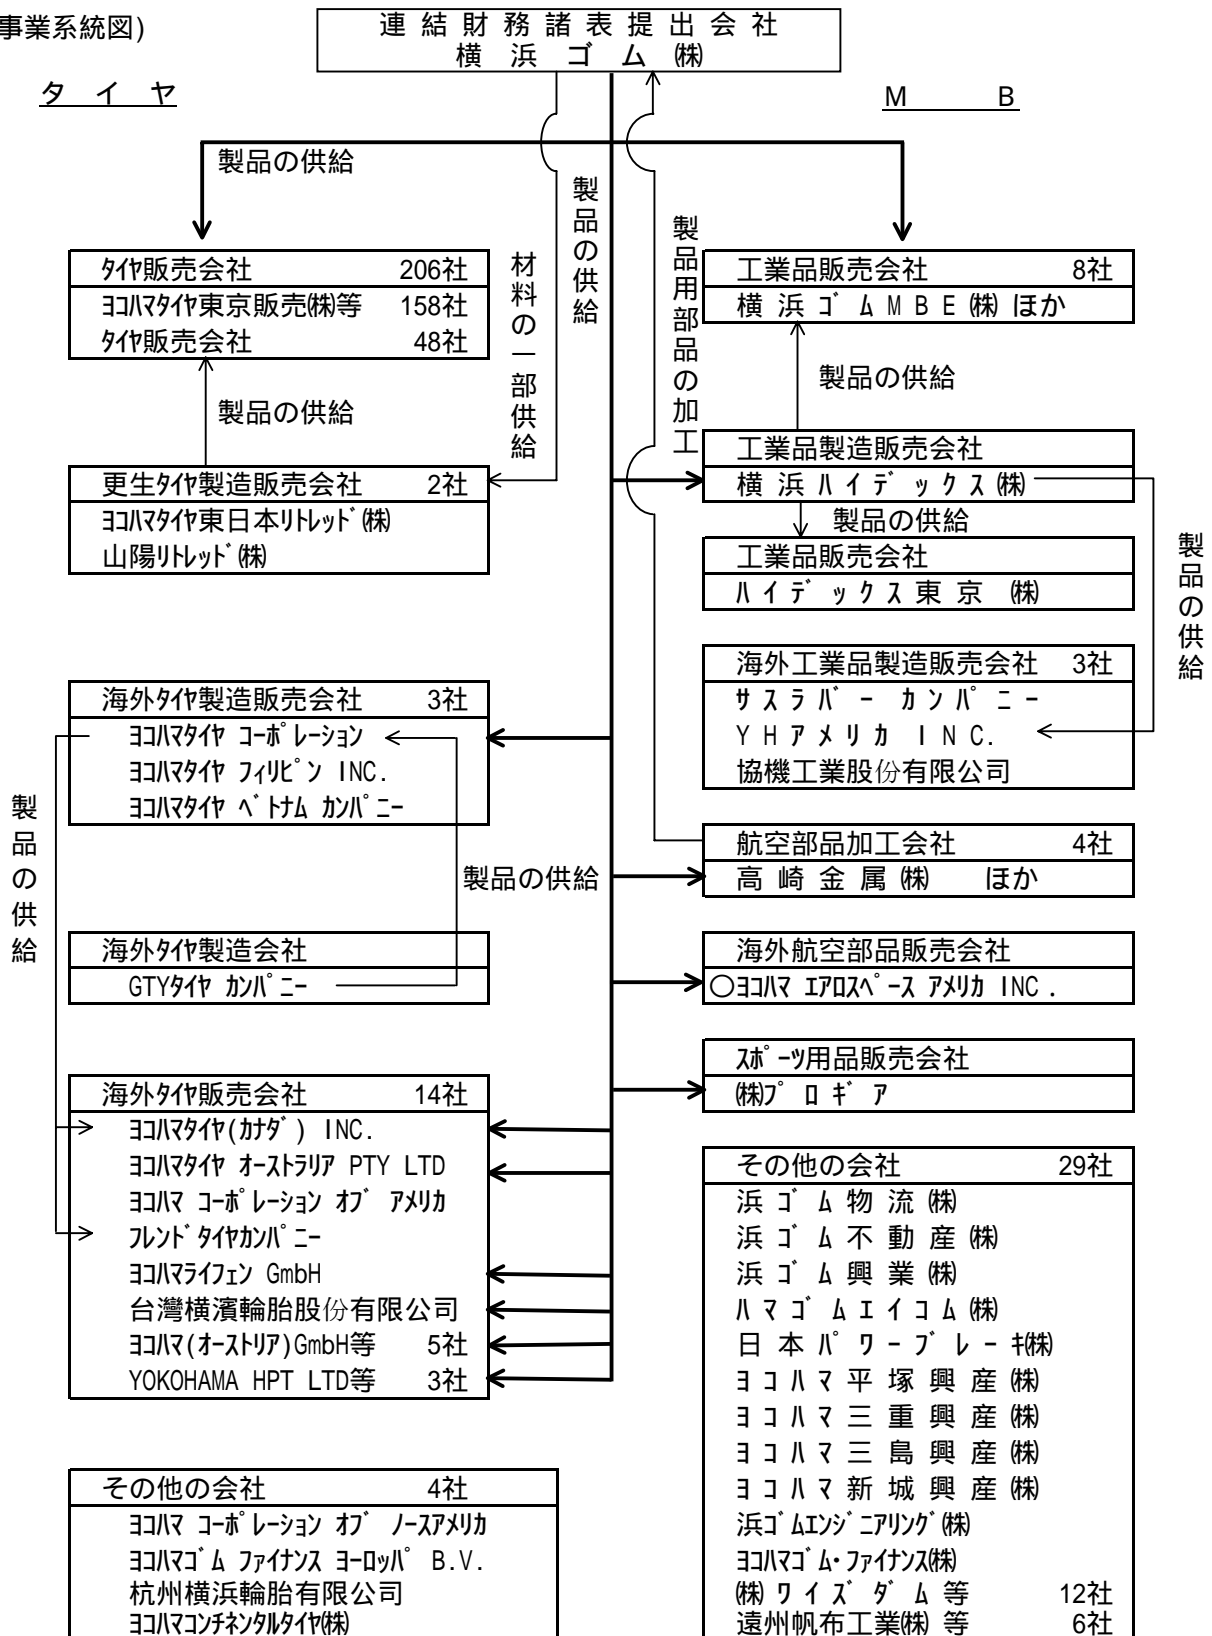 事業系統図)
連結財務諸表提出会社
横浜ゴム㈱
タイヤ
MB
製品の供給
製品の供給
材料の一部供給
製品用部品の加工
ﾀｲﾔ販売会社 206社
ﾖｺﾊﾏﾀｲﾔ東京販売㈱等 158社
ﾀｲﾔ販売会社 48社
製品の供給
更生ﾀｲﾔ製造販売会社 2社
ﾖｺﾊﾏﾀｲﾔ東日本ﾘﾄﾚｯﾄﾞ㈱
山陽ﾘﾄﾚｯﾄﾞ㈱
海外ﾀｲﾔ製造販売会社 3社
ﾖｺﾊﾏﾀｲﾔ ｺｰﾎﾟﾚｰｼｮﾝ
ﾖｺﾊﾏﾀｲﾔ ﾌｨﾘﾋﾟﾝ INC.
ﾖｺﾊﾏﾀｲﾔ ﾍﾞﾄﾅﾑ ｶﾝﾊﾟﾆｰ
製品の供給
製品の供給
海外ﾀｲﾔ製造会社
GTYﾀｲﾔ ｶﾝﾊﾟﾆｰ
海外ﾀｲﾔ販売会社 14社
ﾖｺﾊﾏﾀｲﾔ(ｶﾅﾀﾞ) INC.
ﾖｺﾊﾏﾀｲﾔ ｵｰｽﾄﾗﾘｱ PTY LTD
ﾖｺﾊﾏ ｺｰﾎﾟﾚｰｼｮﾝ ｵﾌﾞ ｱﾒﾘｶ
ﾌﾚﾝﾄﾞﾀｲﾔｶﾝﾊﾟﾆｰ
ﾖｺﾊﾏﾗｲﾌｪﾝ GmbH
台灣横濱輪胎股份有限公司
ﾖｺﾊﾏ(ｵｰｽﾄﾘｱ)GmbH等 5社
YOKOHAMA HPT LTD等 3社
その他の会社 4社
ﾖｺﾊﾏ ｺｰﾎﾟﾚｰｼｮﾝ ｵﾌﾞ ﾉｰｽｱﾒﾘｶ
ﾖｺﾊﾏｺﾞﾑ ﾌｧｲﾅﾝｽ ﾖｰﾛｯﾊﾟ B.V.
杭州横浜輪胎有限公司
ﾖｺﾊﾏｺﾝﾁﾈﾝﾀﾙﾀｲﾔ㈱
工業品販売会社 8社
横浜ｺﾞﾑMBE㈱ ほか
製品の供給
工業品製造販売会社
横浜ﾊｲﾃﾞｯｸｽ㈱
製品の供給
工業品販売会社
ﾊｲﾃﾞｯｸｽ東京㈱
製品の供給
海外工業品製造販売会社 3社
ｻｽﾗﾊﾞｰ ｶﾝﾊﾟﾆｰ
YHｱﾒﾘｶ INC.
協機工業股份有限公司
航空部品加工会社 4社
高崎金属㈱ ほか
海外航空部品販売会社
○ﾖｺﾊﾏ ｴｱﾛｽﾍﾟｰｽ ｱﾒﾘｶ INC.
ｽﾎﾟｰﾂ用品販売会社
㈱ﾌﾟﾛｷﾞｱ
その他の会社 29社
浜ｺﾞﾑ物流㈱
浜ｺﾞﾑ不動産㈱
浜ｺﾞﾑ興業㈱
ﾊﾏｺﾞﾑｴｲｺﾑ㈱
日本ﾊﾟﾜｰﾌﾞﾚｰｷ㈱
ﾖｺﾊﾏ平塚興産㈱
ﾖｺﾊﾏ三重興産㈱
ﾖｺﾊﾏ三島興産㈱
ﾖｺﾊﾏ新城興産㈱
浜ｺﾞﾑｴﾝｼﾞﾆｱﾘﾝｸﾞ㈱
ﾖｺﾊﾏｺﾞﾑ･ﾌｧｲﾅﾝｽ㈱
㈱ﾜｲｽﾞﾀﾞﾑ等 12社
遠州帆布工業㈱等 6社